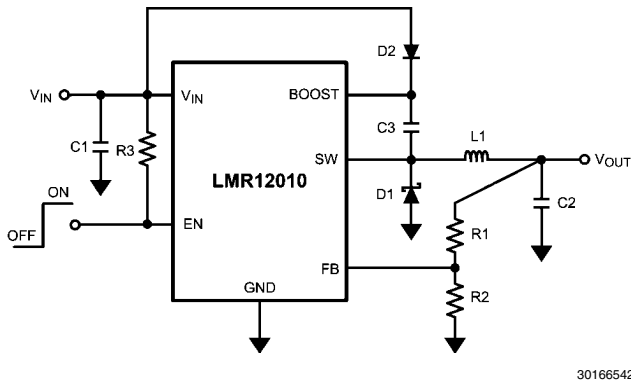 D2
VIN
VIN
BOOST
C1
R3
C3
L1
SW
VOUT
LMR12010
D1
C2
ON
OFF
EN
R1
FB
R2
GND
30166542